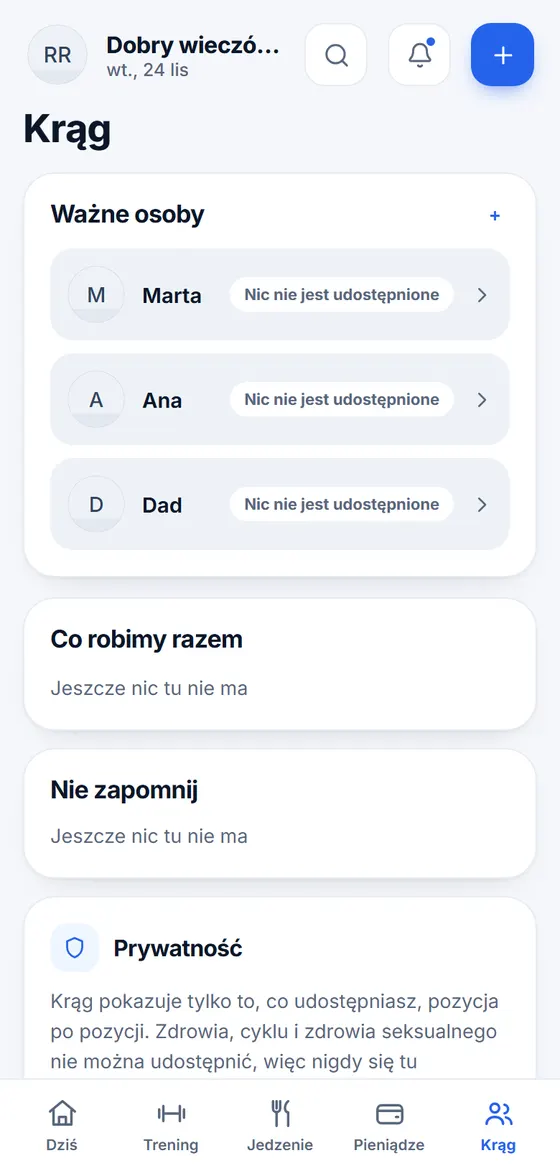 RR
Dobry wieczó...
wt., 24 lis
Krąg
Ważne osoby
+
M
Marta
Nic nie jest udostępnione
A
Ana
Nic nie jest udostępnione
D
Dad
Nic nie jest udostępnione
Co robimy razem
Jeszcze nic tu nie ma
Nie zapomnij
Jeszcze nic tu nie ma
Prywatność
Krąg pokazuje tylko to, co udostępniasz, pozycja
po pozycji. Zdrowia, cyklu i zdrowia seksualnego
nie można udostępnić, więc nigdy się tu
Dziś
Trening
Jedzenie
Pieniądze
Krąg